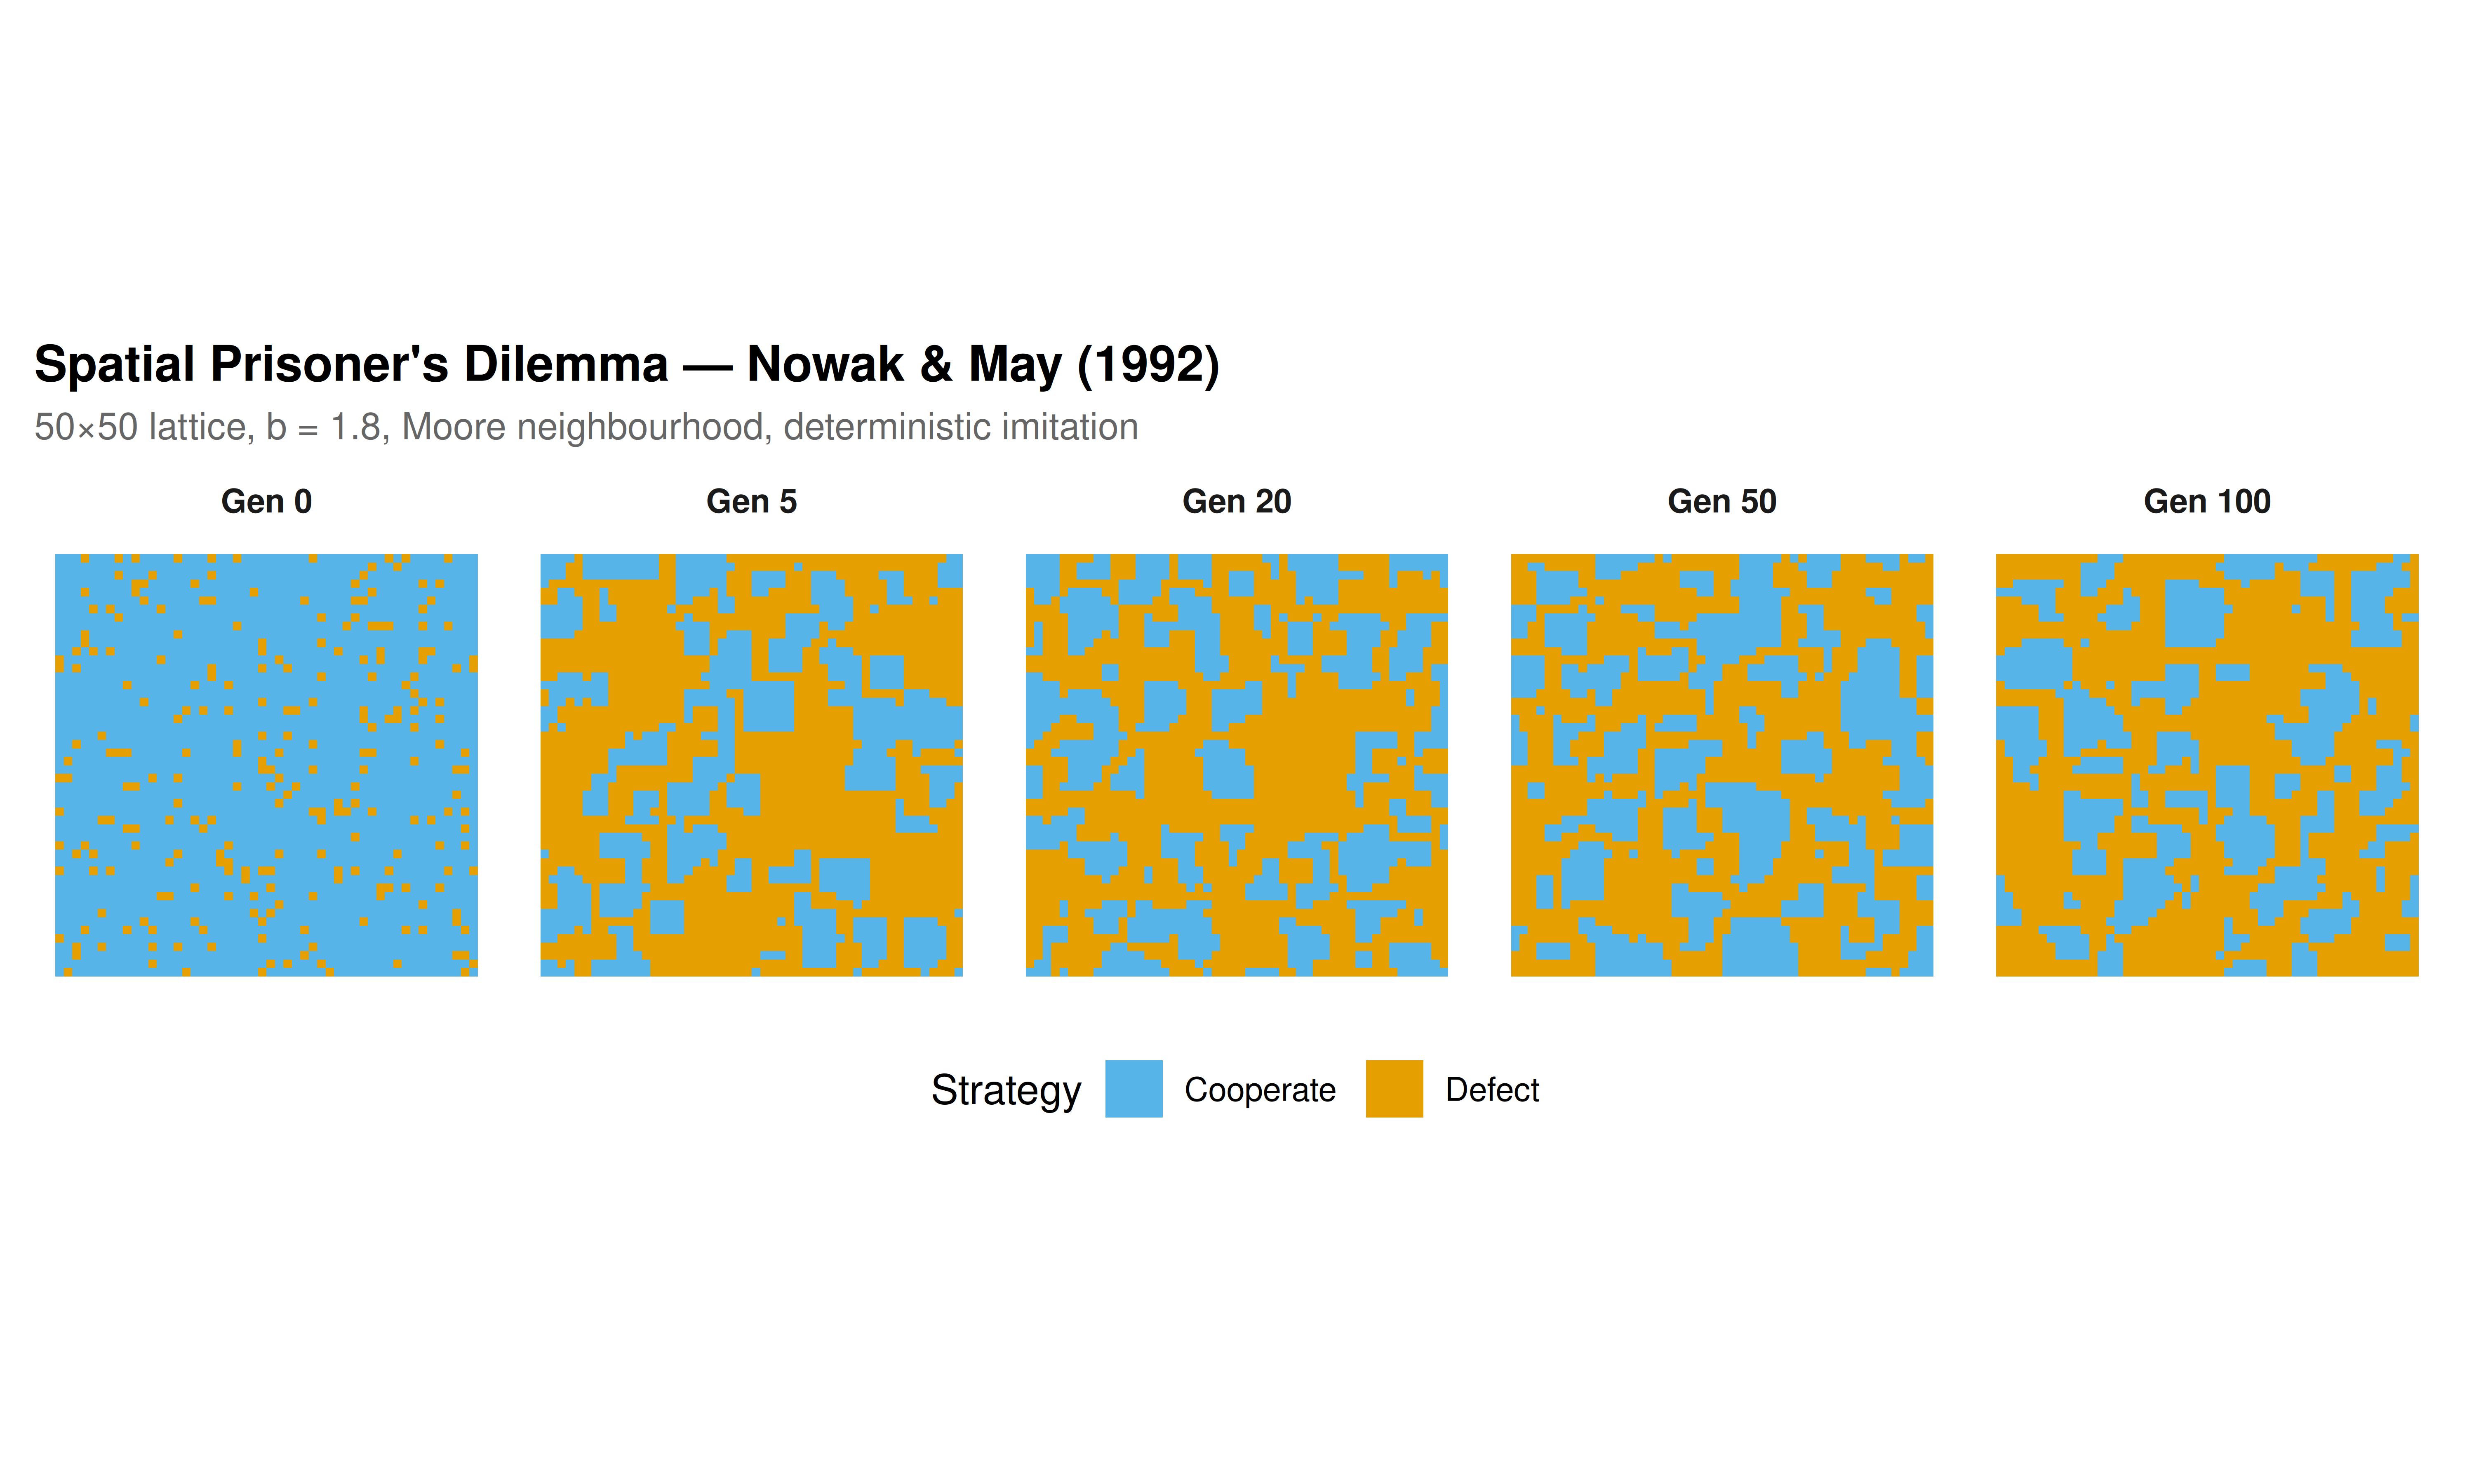 Spatial Prisoner's Dilemma — Nowak & May (1992)
50×50 lattice, b = 1.8, Moore neighbourhood, deterministic imitation
Gen 0 Gen 5 Gen 20 Gen 50 Gen 100
Strategy Cooperate Defect